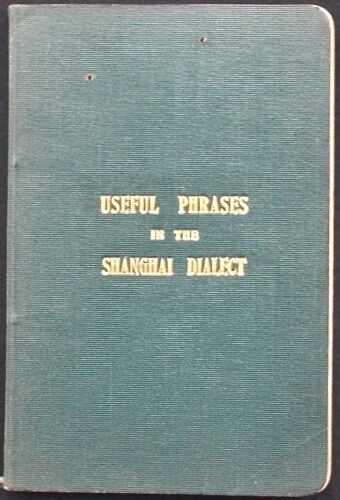 USEFUL PHRASES
IN THE
SHANGHAI DIALECT